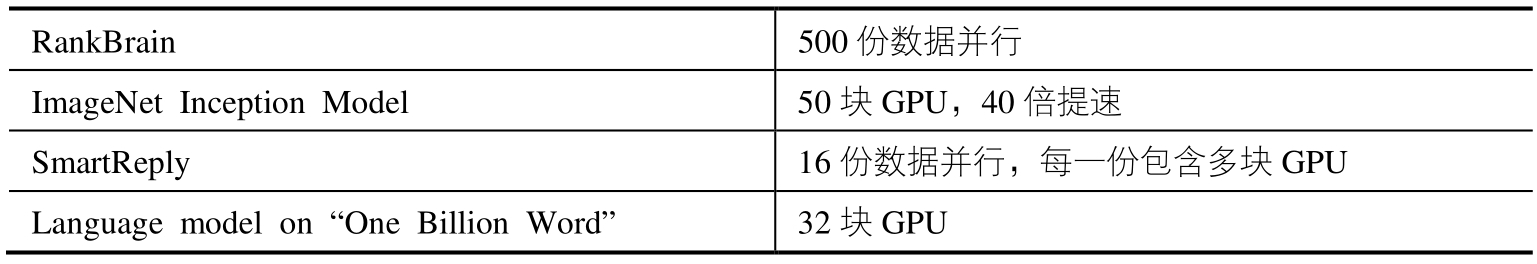 RankBrain 500 份数据并行
ImageNet Inception Model 50 块 GPU，40 倍提速
SmartReply 16 份数据并行，每一份包含多块 GPU
Language model on “One Billion Word” 32 块 GPU